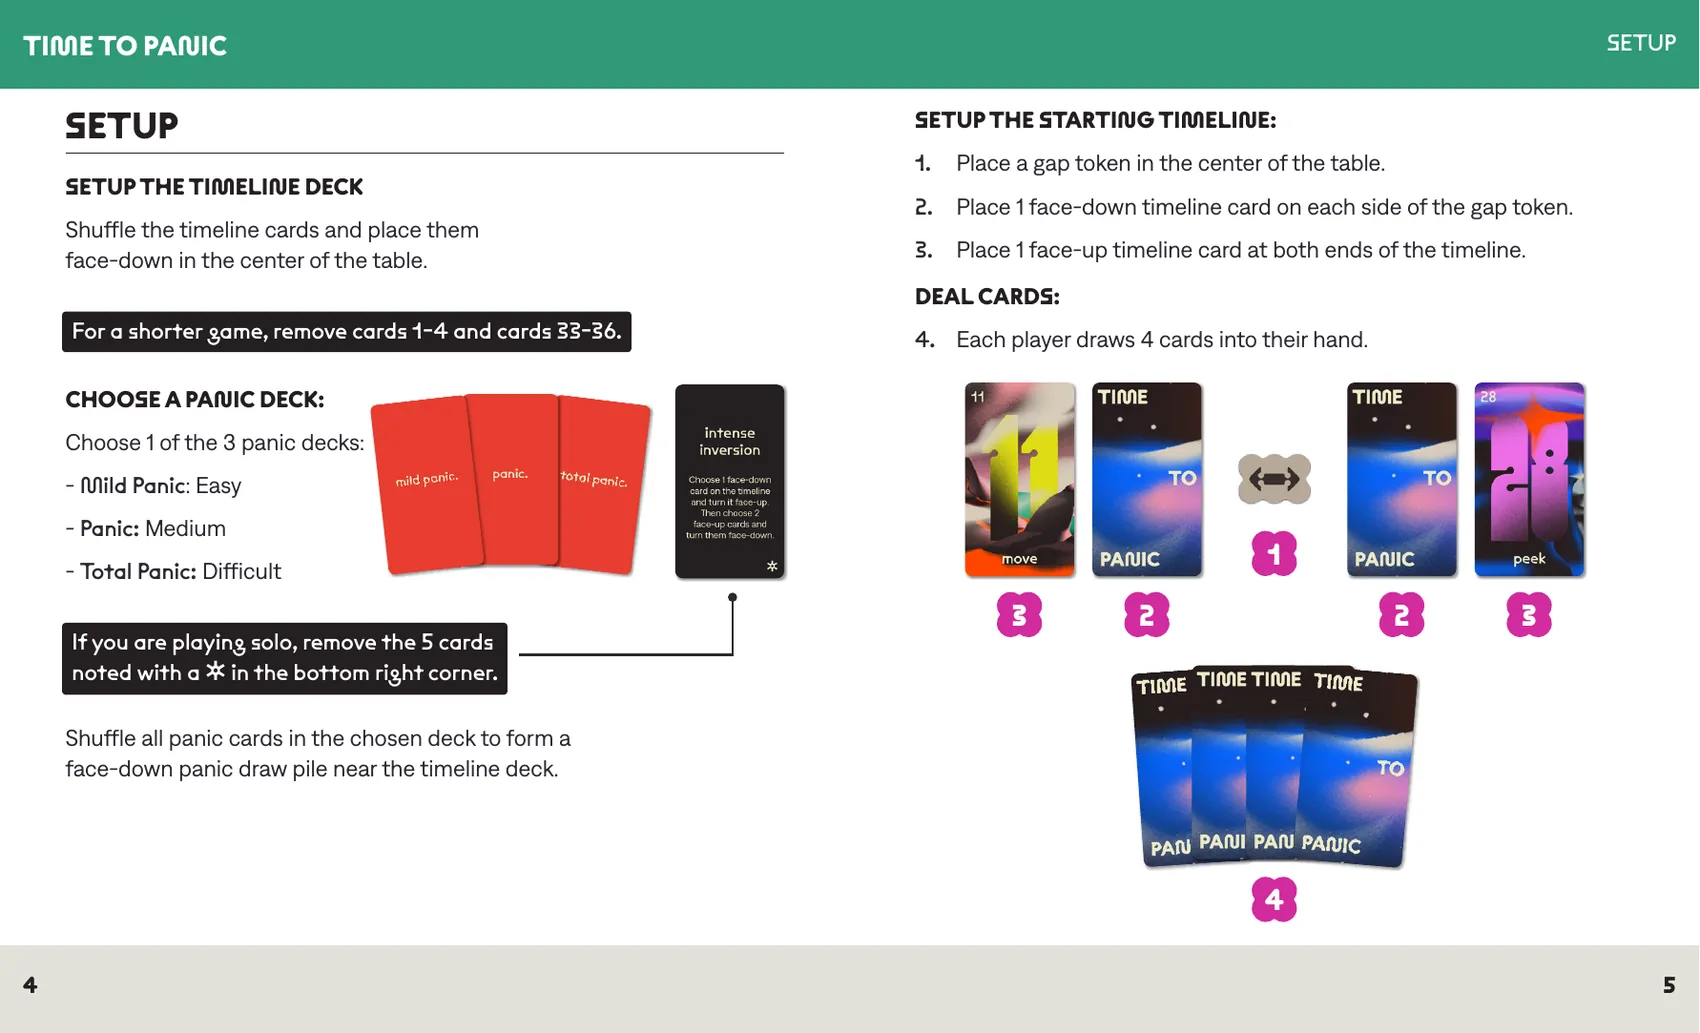 TIME TO PANIC
SETUP
SETUP
SETUP THE TIMELINE DECK
Shuffle the timeline cards and place them
face-down in the center of the table.
For a shorter game, remove cards 1-4 and cards 33-36.
CHOOSE A PANIC DECK:
Choose 1 of the 3 panic decks:
- Mild Panic: Easy
- Panic: Medium
- Total Panic: Difficult
mild panic.
panic.
total panic.
intense
inversion
Choose 1 face-down
card on the timeline
and turn it face-up.
Then choose 2
face-up cards and
turn them face-down.
*
If you are playing solo, remove the 5 cards
noted with a * in the bottom right corner.
Shuffle all panic cards in the chosen deck to form a
face-down panic draw pile near the timeline deck.
4
SETUP THE STARTING TIMELINE:
1. Place a gap token in the center of the table.
2. Place 1 face-down timeline card on each side of the gap token.
3. Place 1 face-up timeline card at both ends of the timeline.
DEAL CARDS:
4. Each player draws 4 cards into their hand.
11
11
move
TIME
TO
PANIC
TIME
TO
PANIC
28
28
peek
1
3
2
2
3
TIME
TIME
TIME
TIME
TO
PAN
PANI
PAN
PANIC
4
5